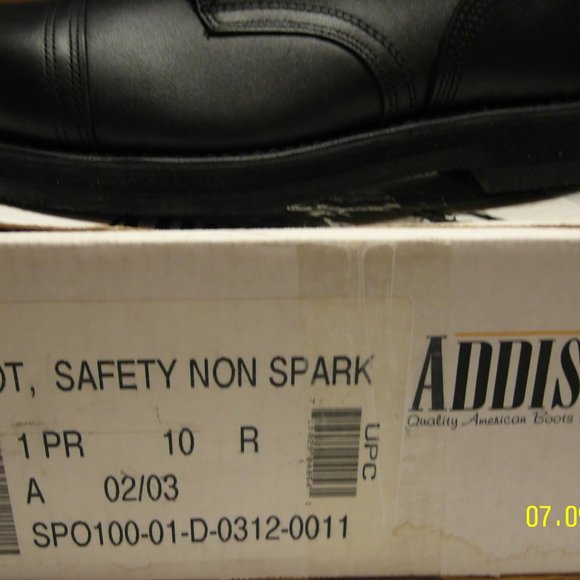 OT, SAFETY NON SPARK
1 PR 10 R
UPC
A 02/03
SPO100-01-D-0312-0011
ADDIS
Quality American Boots
07.09